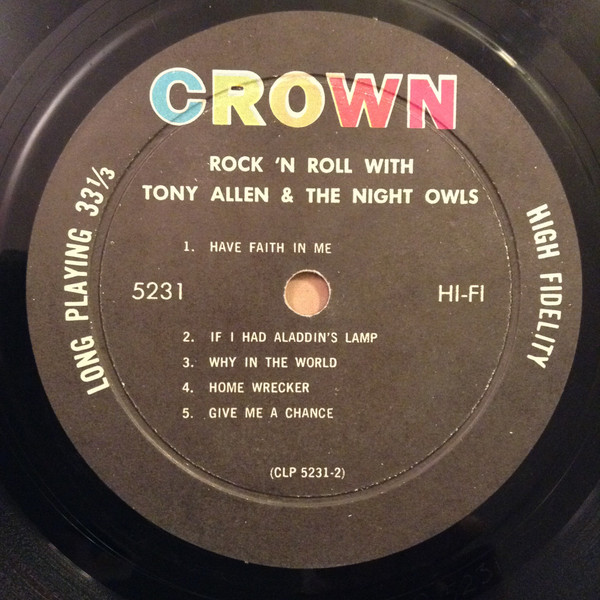 CROWN
ROCK 'N ROLL WITH
TONY ALLEN & THE NIGHT OWLS
LONG PLAYING 33⅓
HIGH FIDELITY
1. HAVE FAITH IN ME
5231
HI-FI
2. IF I HAD ALADDIN'S LAMP
3. WHY IN THE WORLD
4. HOME WRECKER
5. GIVE ME A CHANCE
(CLP 5231-2)